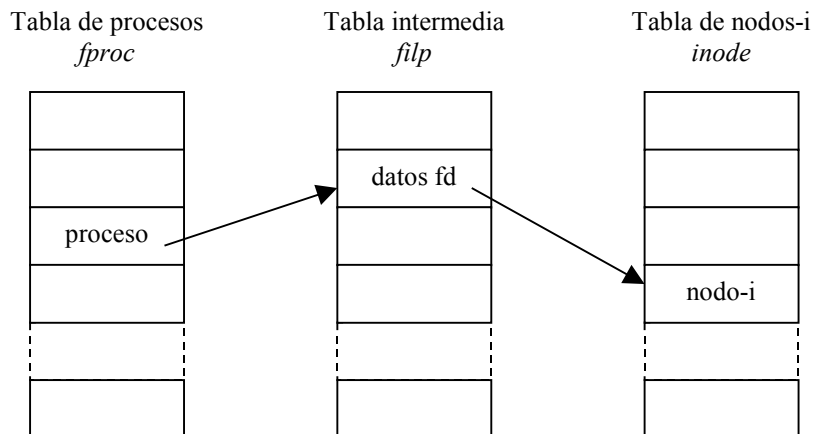 Tabla de procesos
fproc
Tabla intermedia
filp
Tabla de nodos-i
inode
datos fd
proceso
nodo-i